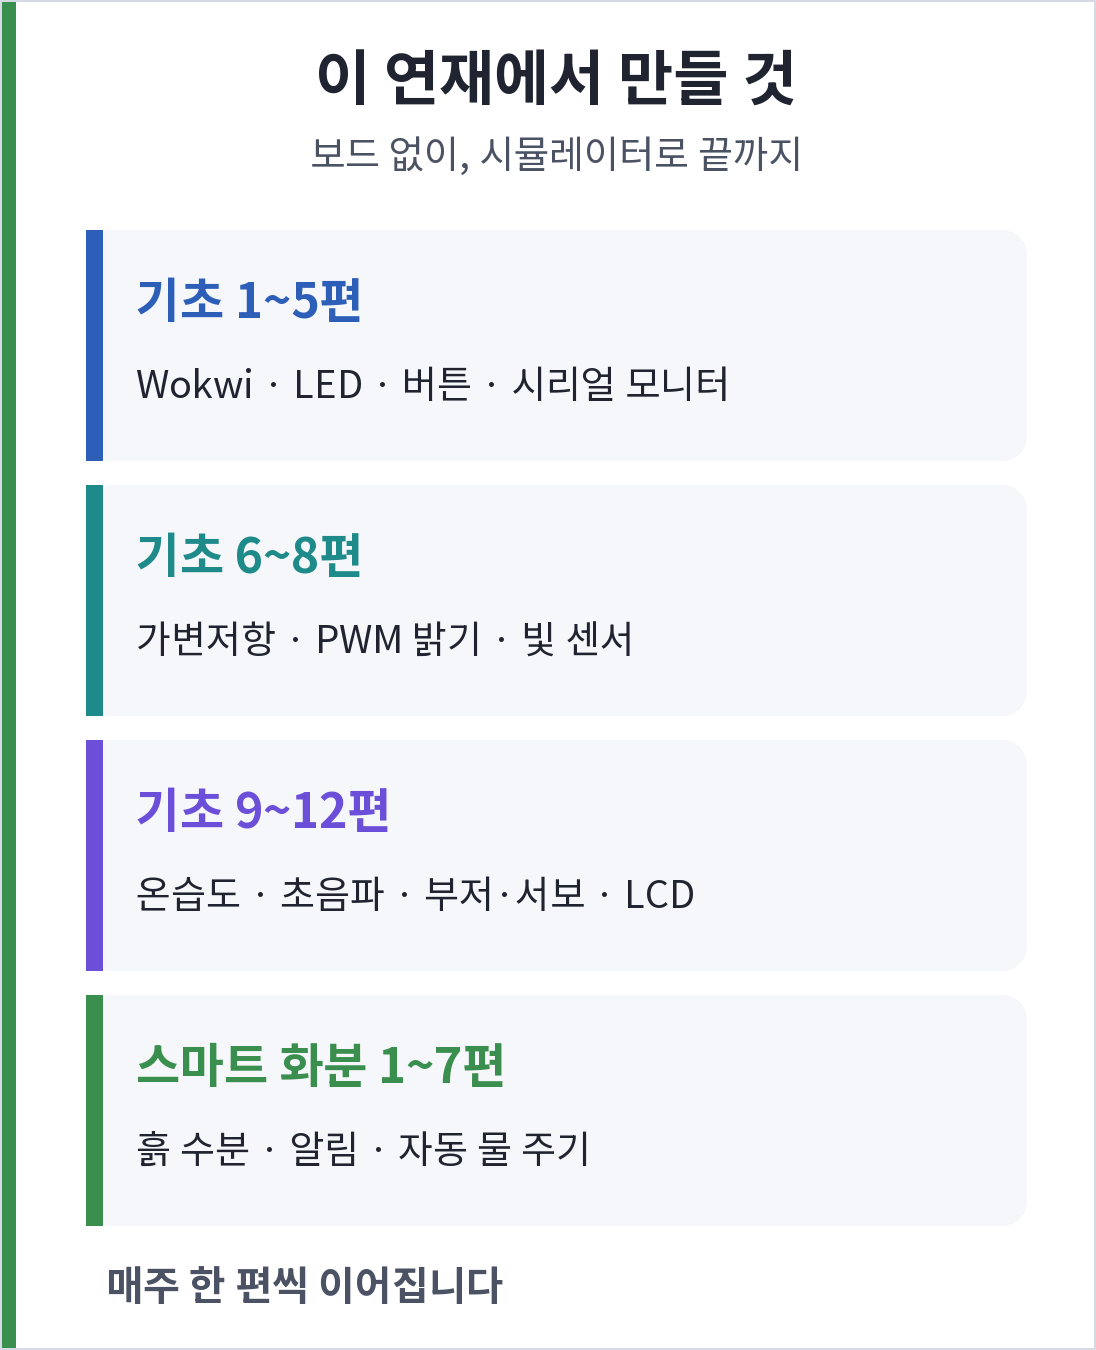 이 연재에서 만들 것
보드 없이, 시뮬레이터로 끝까지
기초 1~5편
Wokwi · LED · 버튼 · 시리얼 모니터
기초 6~8편
가변저항 · PWM 밝기 · 빛 센서
기초 9~12편
온습도 · 초음파 · 부저·서보 · LCD
스마트 화분 1~7편
흙 수분 · 알림 · 자동 물 주기
매주 한 편씩 이어집니다